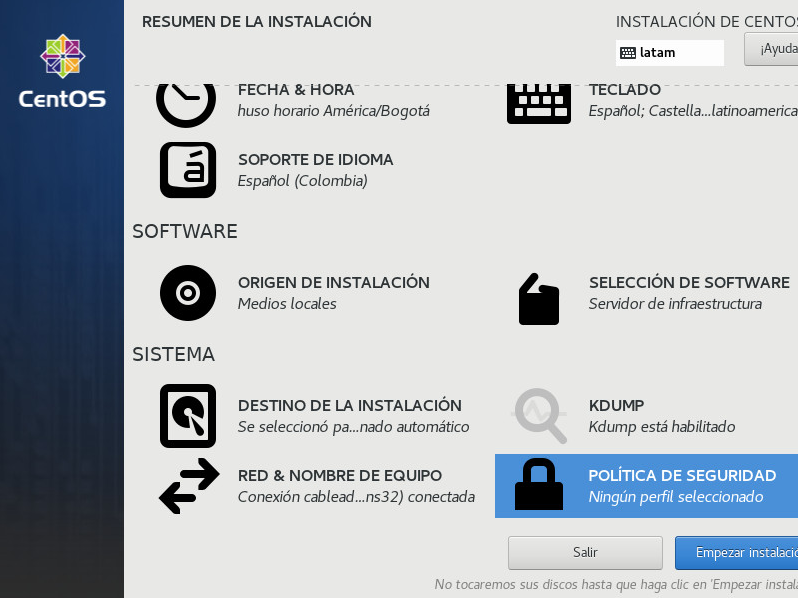 RESUMEN DE LA INSTALACIÓN
INSTALACIÓN DE CENTOS
CentOS
latam
¡Ayuda
FECHA & HORA
huso horario América/Bogotá
TECLADO
Español; Castella...latinoamerica
SOPORTE DE IDIOMA
Español (Colombia)
SOFTWARE
ORIGEN DE INSTALACIÓN
Medios locales
SELECCIÓN DE SOFTWARE
Servidor de infraestructura
SISTEMA
DESTINO DE LA INSTALACIÓN
Se seleccionó pa...nado automático
KDUMP
Kdump está habilitado
RED & NOMBRE DE EQUIPO
Conexión cablead...ns32) conectada
POLÍTICA DE SEGURIDAD
Ningún perfil seleccionado
Salir
Empezar instalació
No tocaremos sus discos hasta que haga clic en 'Empezar instala